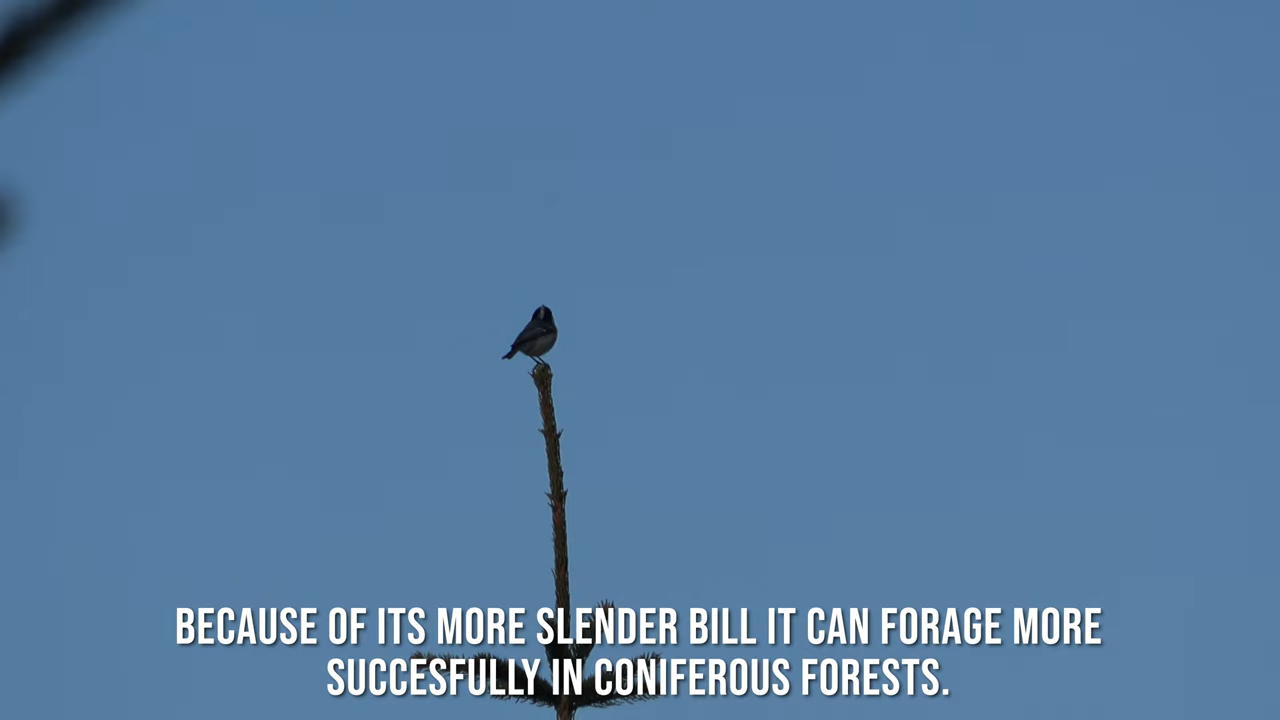 BECAUSE OF ITS MORE SLENDER BILL IT CAN FORAGE MORE
SUCCESFULLY IN CONIFEROUS FORESTS.